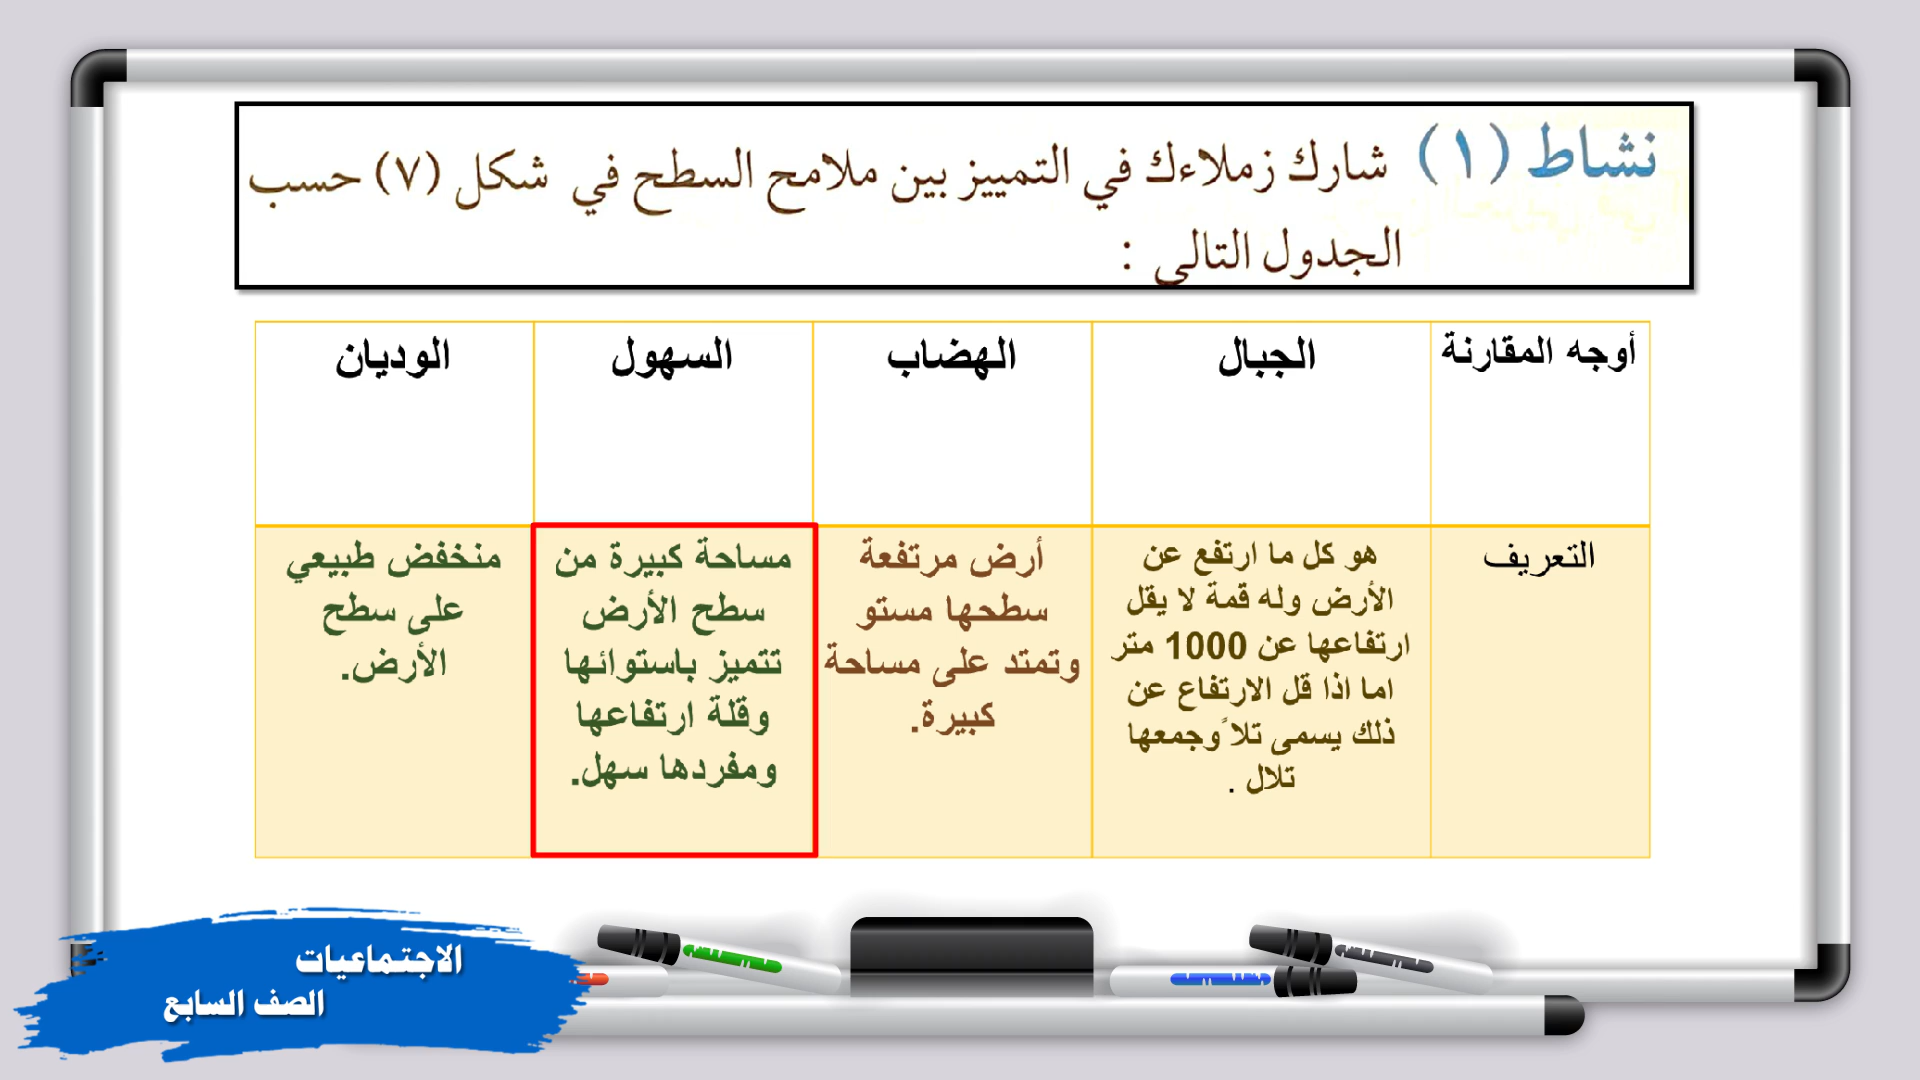 نشاط (١) شارك زملاءك في التمييز بين ملامح السطح في شكل (٧) حسب
الجدول التالي :
أوجه المقارنة
الجبال
الهضاب
السهول
الوديان
التعريف
هو كل ما ارتفع عن
الأرض وله قمة لا يقل
ارتفاعها عن 1000 متر
اما اذا قل الارتفاع عن
ذلك يسمى تلا ًوجمعها
تلال .
أرض مرتفعة
سطحها مستو
وتمتد على مساحة
كبيرة.
مساحة كبيرة من
سطح الأرض
تتميز باستوائها
وقلة ارتفاعها
ومفردها سهل.
منخفض طبيعي
على سطح
الأرض.
الاجتماعيات
الصف السابع